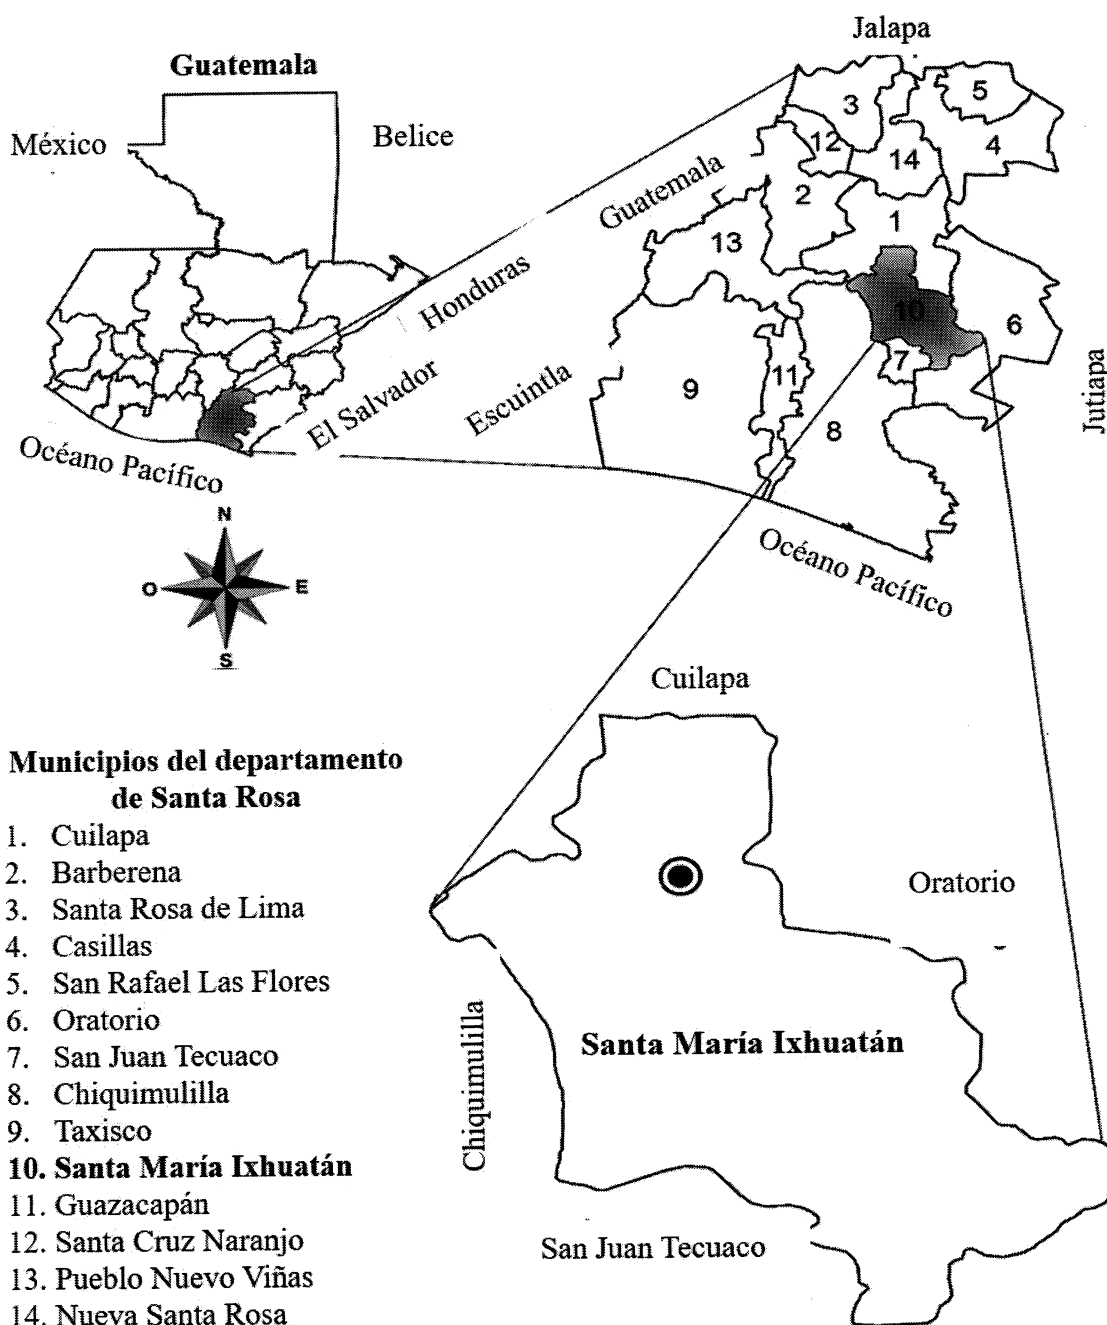 Jalapa
Guatemala
México
Belice
Guatemala
Honduras
El Salvador
Escuintla
Jutiapa
Océano Pacífico
Océano Pacífico
3
5
12
14
4
2
1
13
10
6
7
9
11
8
N
O
E
S
Cuilapa
Oratorio
Chiquimulilla
Santa María Ixhuatán
San Juan Tecuaco
Municipios del departamento
de Santa Rosa
1. Cuilapa
2. Barberena
3. Santa Rosa de Lima
4. Casillas
5. San Rafael Las Flores
6. Oratorio
7. San Juan Tecuaco
8. Chiquimulilla
9. Taxisco
10. Santa María Ixhuatán
11. Guazacapán
12. Santa Cruz Naranjo
13. Pueblo Nuevo Viñas
14. Nueva Santa Rosa